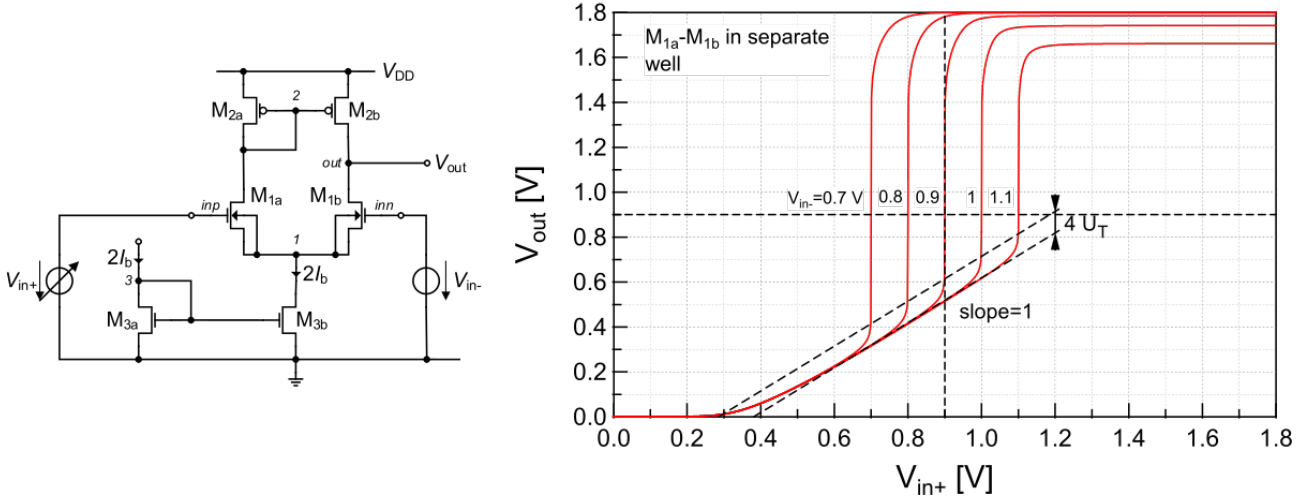 V_DD
M_2a
2
M_2b
out
V_out
M_1a
M_1b
inp
inn
1
2I_b
3
2I_b
V_in+
V_in-
M_3a
M_3b
M_1a-M_1b in separate
well
V_in-=0.7 V
0.8
0.9
1
1.1
4 U_T
slope=1
V_out [V]
1.8
1.6
1.4
1.2
1.0
0.8
0.6
0.4
0.2
0.0
0.0 0.2 0.4 0.6 0.8 1.0 1.2 1.4 1.6 1.8
V_in+ [V]